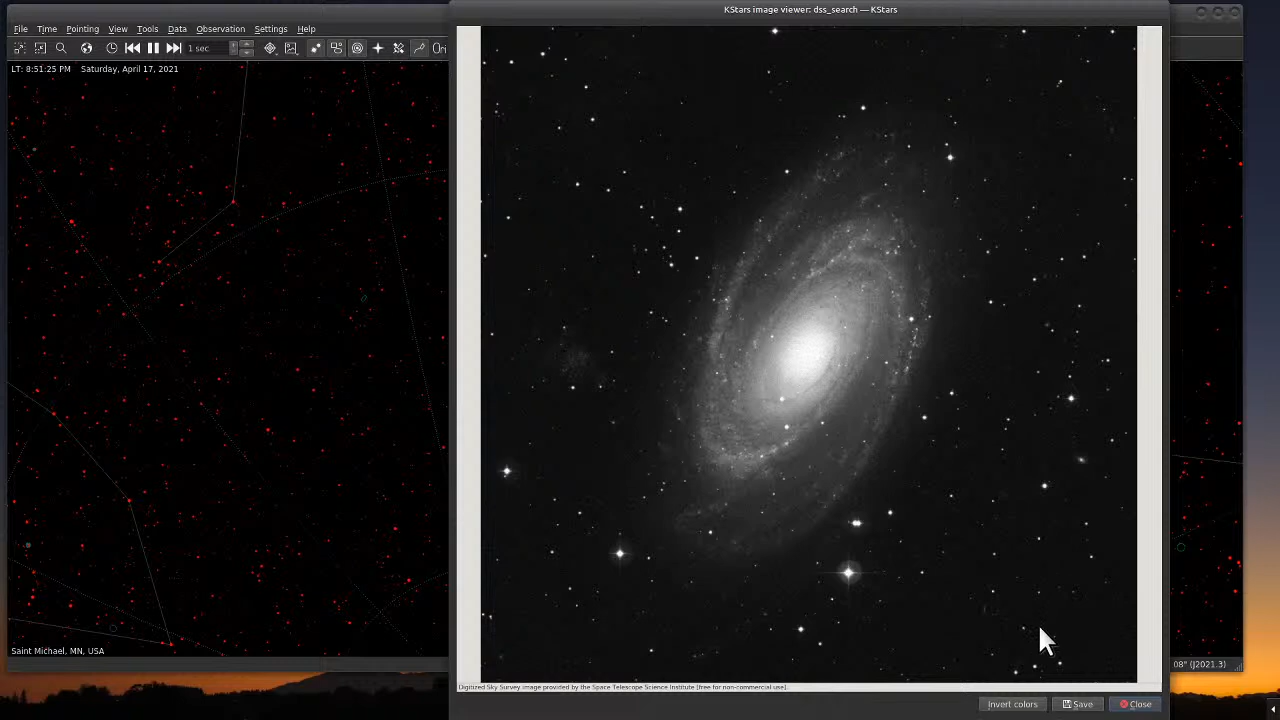 KStars image viewer: dss_search — KStars
File Time Pointing View Tools Data Observation Settings Help
1 sec
LT: 8:51:25 PM Saturday, April 17, 2021
Saint Michael, MN, USA
08" (J2021.3)
Digitized Sky Survey image provided by the Space Telescope Science Institute [free for non-commercial use].
Invert colors Save Close